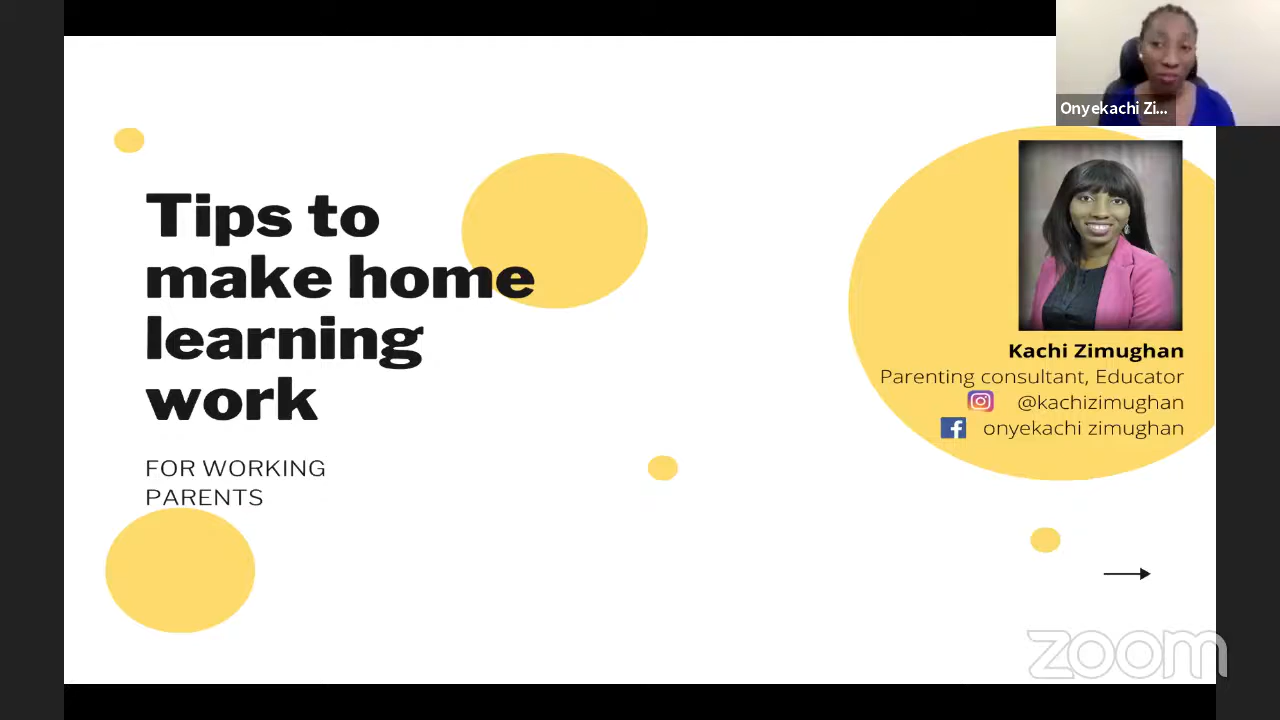 Onyekachi Zi...
Tips to
make home
learning
work
FOR WORKING
PARENTS
Kachi Zimughan
Parenting consultant, Educator
@kachizimughan
onyekachi zimughan
zoom